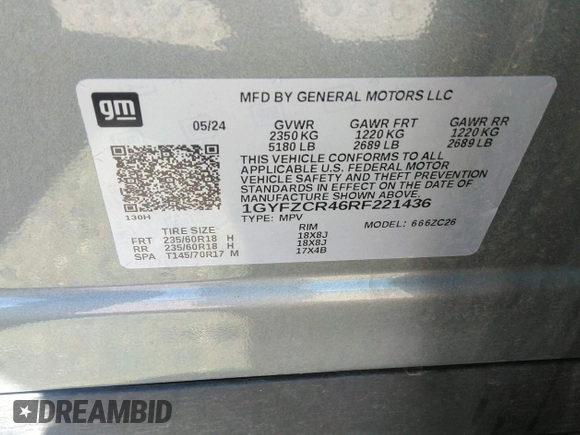 gm
MFD BY GENERAL MOTORS LLC
05/24 GVWR GAWR FRT GAWR RR
2350 KG 1220 KG 1220 KG
5180 LB 2689 LB 2689 LB
THIS VEHICLE CONFORMS TO ALL
APPLICABLE U.S. FEDERAL MOTOR
VEHICLE SAFETY AND THEFT PREVENTION
STANDARDS IN EFFECT ON THE DATE OF
MANUFACTURE SHOWN ABOVE.
1GYFZCR46RF221436
130H TYPE: MPV MODEL: 666ZC26
TIRE SIZE RIM
FRT 235/60R18 H 18X8J
RR 235/60R18 H 18X8J
SPA T145/70R17 M 17X4B
DREAMBID